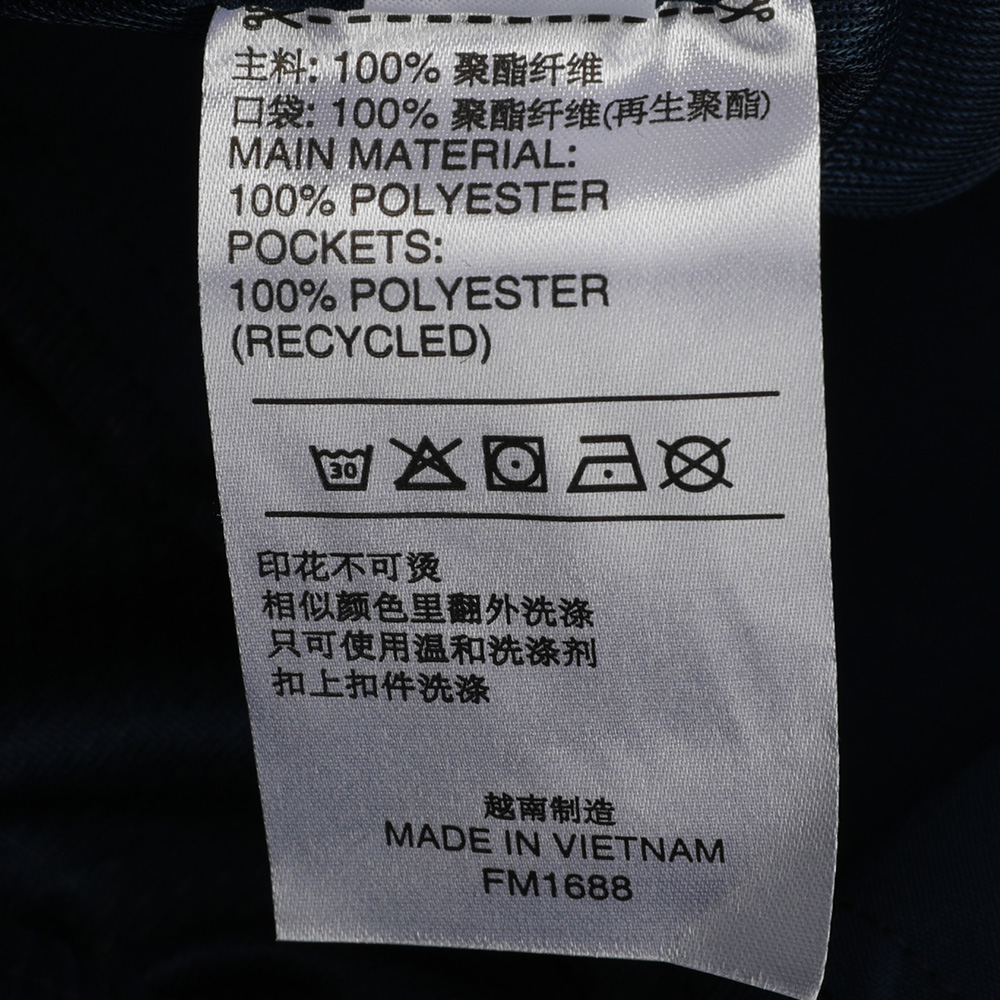 主料: 100% 聚酯纤维
口袋: 100% 聚酯纤维(再生聚酯)
MAIN MATERIAL:
100% POLYESTER
POCKETS:
100% POLYESTER
(RECYCLED)
30
印花不可烫
相似颜色里翻外洗涤
只可使用温和洗涤剂
扣上扣件洗涤
越南制造
MADE IN VIETNAM
FM1688